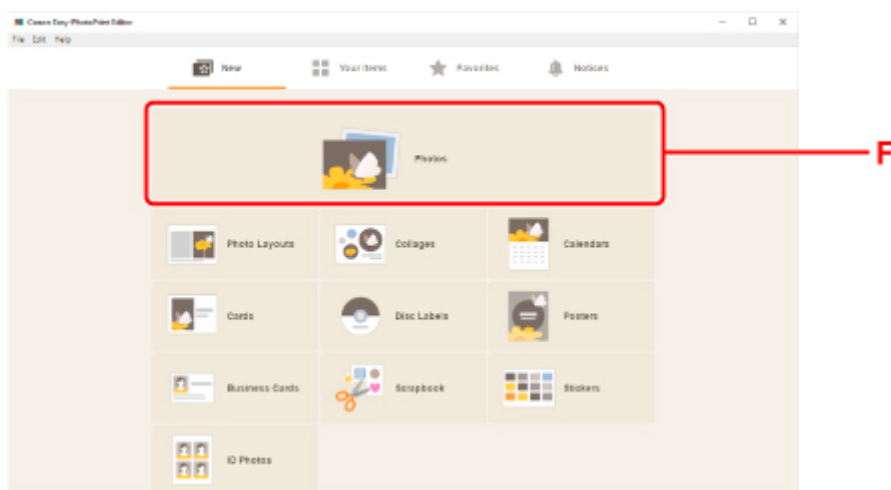 Canon Easy-PhotoPrint Editor
File Edit Help
New Your Items Favorites Notices
Photos
F
Photo Layouts Collages Calendars
Cards Disc Labels Posters
Business Cards Scrapbook Stickers
ID Photos